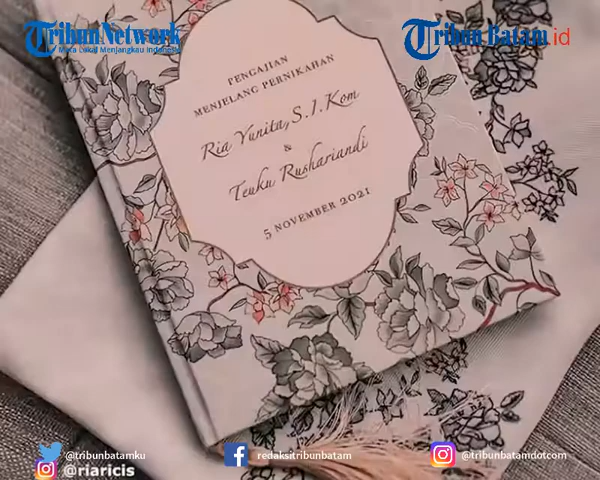 TribunNetwork
Mata Lokal Menjangkau Indonesia
Tribun Batam.id
PENGAJIAN
MENJELANG PERNIKAHAN
Ria Yunita, S.I.Kom
&
Teuku Rushariandi
5 NOVEMBER 2021
@tribunbatamku
redaksitribunbatam
@tribunbatamdotcom
@riaricis